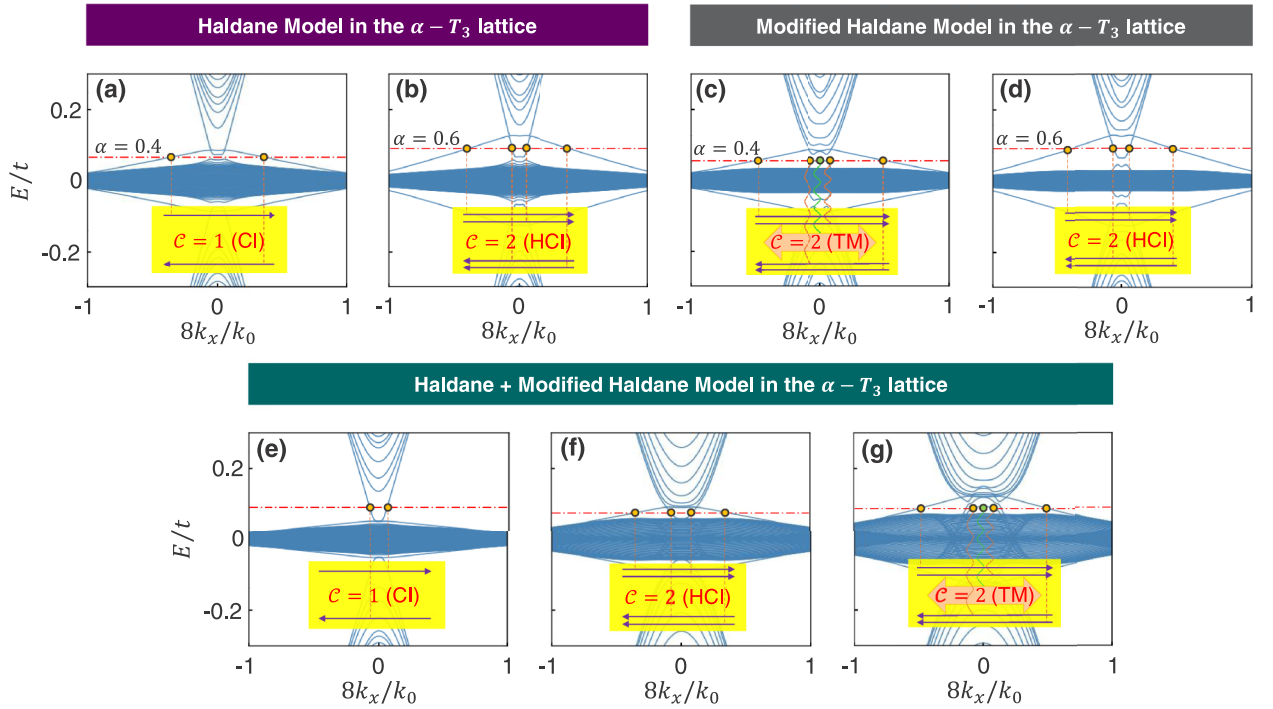 Haldane Model in the α − T₃ lattice
Modified Haldane Model in the α − T₃ lattice
(a)
(b)
(c)
(d)
0.2
α = 0.4
α = 0.6
α = 0.4
α = 0.6
E/t
0
-0.2
𝒞 = 1 (CI)
𝒞 = 2 (HCI)
𝒞 = 2 (TM)
𝒞 = 2 (HCI)
-1 0 1
-1 0 1
-1 0 1
-1 0 1
8kₓ/k₀
8kₓ/k₀
8kₓ/k₀
8kₓ/k₀
Haldane + Modified Haldane Model in the α − T₃ lattice
(e)
(f)
(g)
0.2
E/t
0
-0.2
𝒞 = 1 (CI)
𝒞 = 2 (HCI)
𝒞 = 2 (TM)
-1 0 1
-1 0 1
-1 0 1
8kₓ/k₀
8kₓ/k₀
8kₓ/k₀